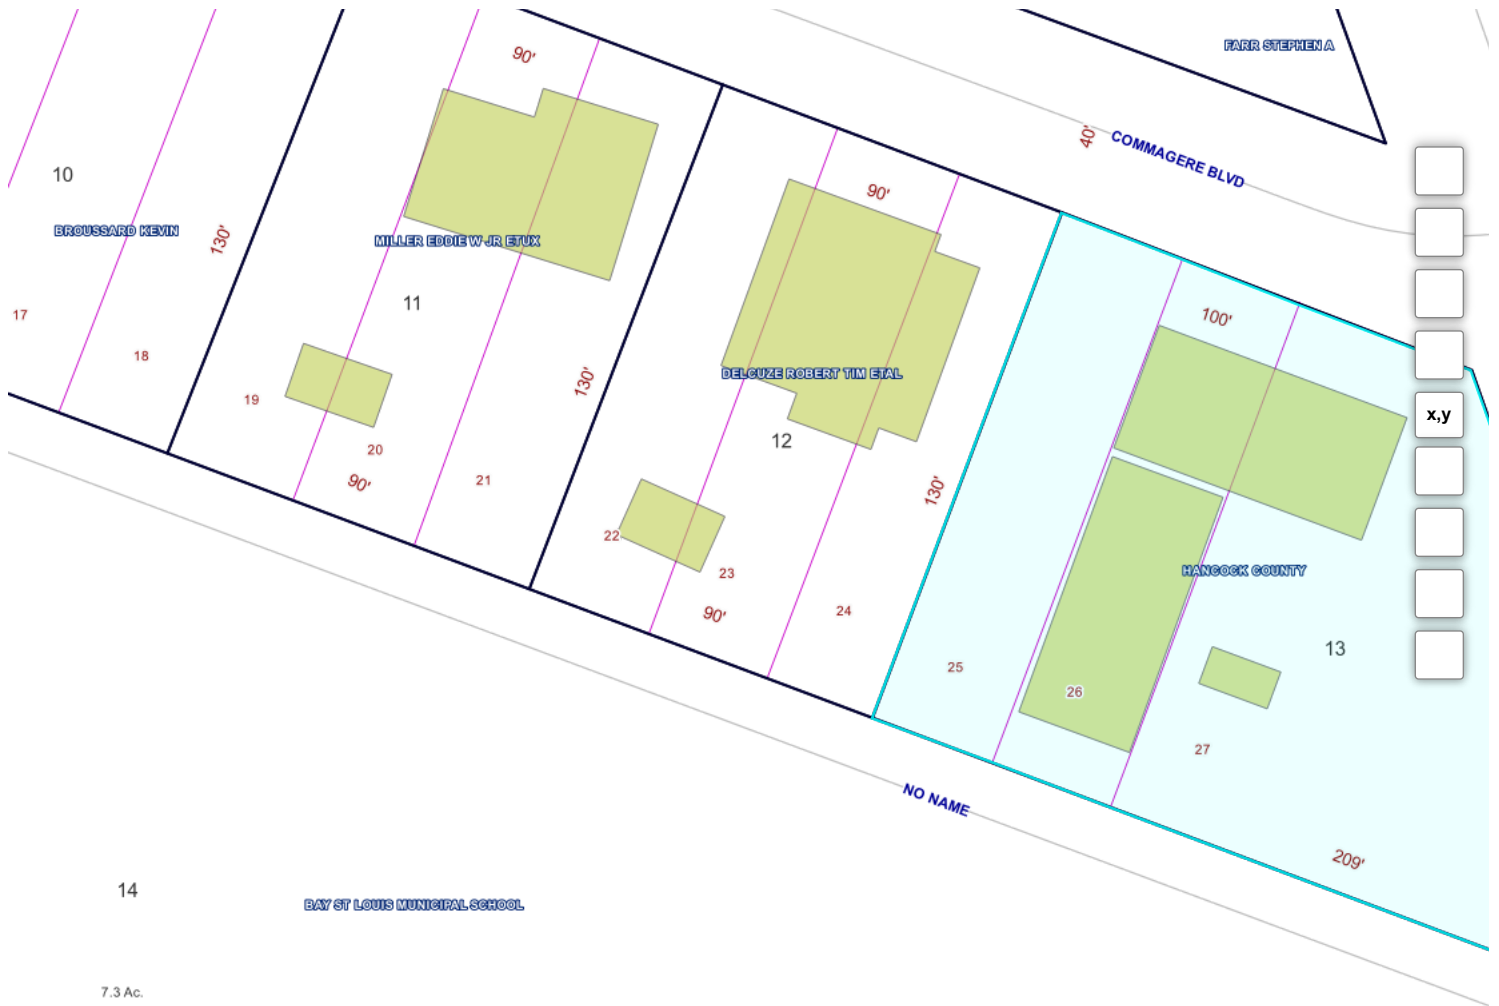 FARR STEPHEN A
90'
40'
COMMAGERE BLVD
10
90'
BROUSSARD KEVIN
130'
MILLER EDDIE W JR ETUX
11
17
100'
18
DELCUZE ROBERT TIM ETAL
130'
19
x,y
12
20
90'
21
130'
22
23
HANCOCK COUNTY
90'
24
13
25
26
27
NO NAME
209'
14
BAY ST LOUIS MUNICIPAL SCHOOL
7.3 Ac.